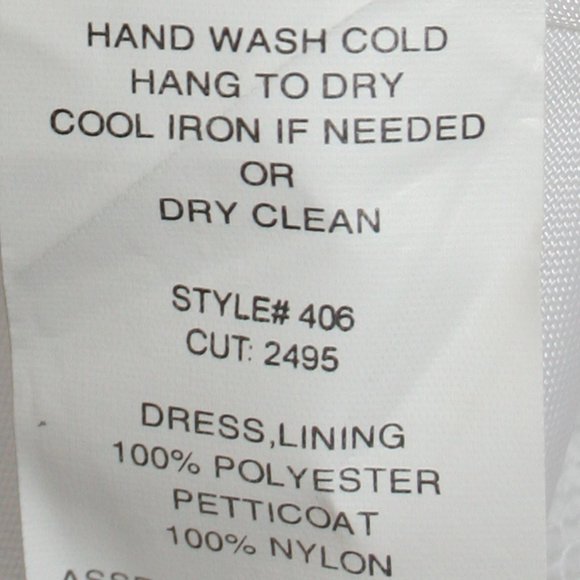 HAND WASH COLD
HANG TO DRY
COOL IRON IF NEEDED
OR
DRY CLEAN
STYLE# 406
CUT: 2495
DRESS,LINING
100% POLYESTER
PETTICOAT
100% NYLON